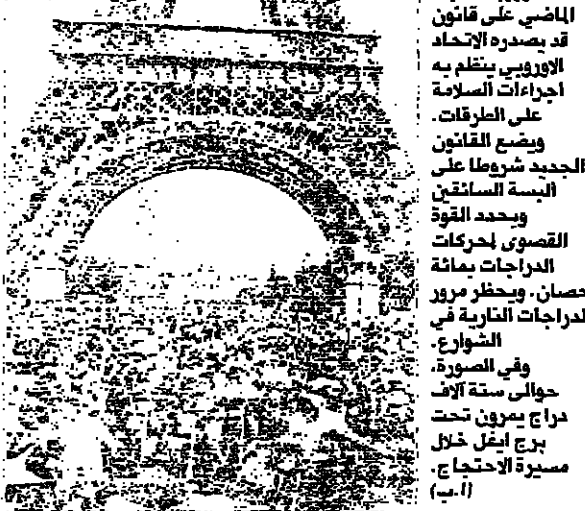 الماضي على قانون
قد يصدره الاتحاد
الاوروبي ينظم به
اجراءات السلامة
على الطرقات.
ويضع القانون
الجديد شروطا على
ألبسة السائقين
ويحدد القوة
القصوى لمحركات
الدراجات بمائة
حصان. ويحظر مرور
الدراجات النارية في
الشوارع.
وفي الصورة،
حوالى ستة آلاف
دراج يمرون تحت
برج ايفل خلال
مسيرة الاحتجاج.
(ا.ب)